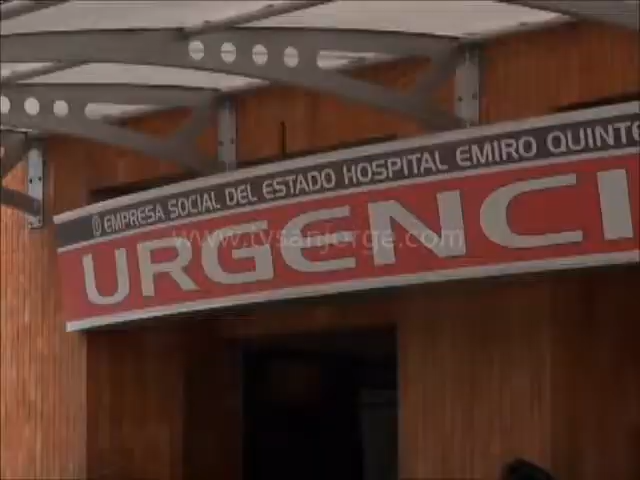 EMPRESA SOCIAL DEL ESTADO HOSPITAL EMIRO QUINTE
URGENCI
www.tvsanjorge.com